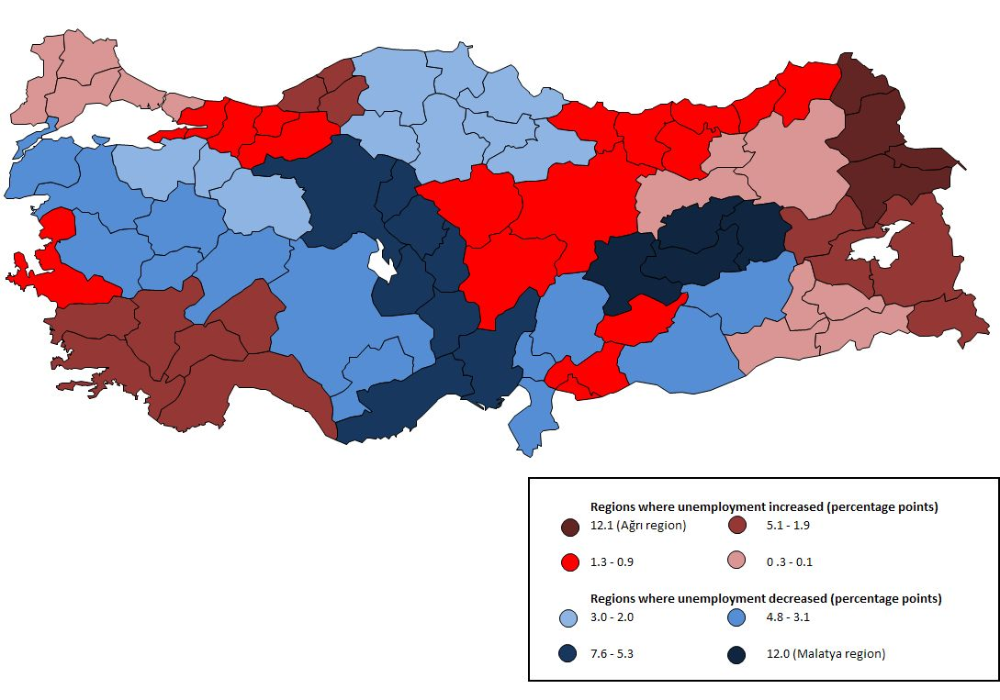 Regions where unemployment increased (percentage points)
12.1 (Ağrı region)
5.1 - 1.9
1.3 - 0.9
0 .3 - 0.1
Regions where unemployment decreased (percentage points)
3.0 - 2.0
4.8 - 3.1
7.6 - 5.3
12.0 (Malatya region)